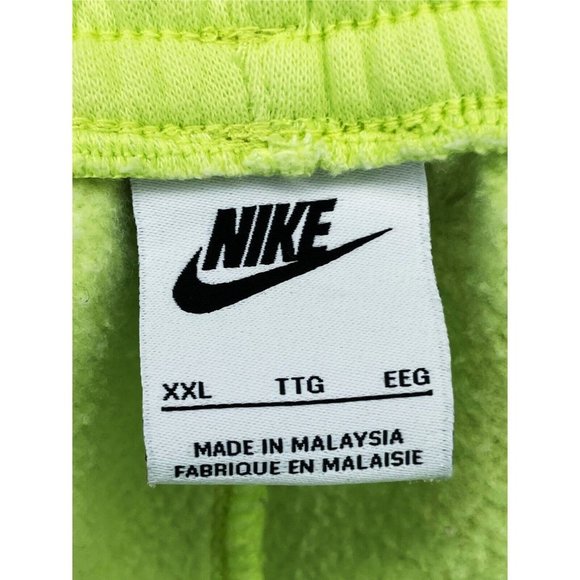 NIKE
XXL TTG EEG
MADE IN MALAYSIA
FABRIQUE EN MALAISIE